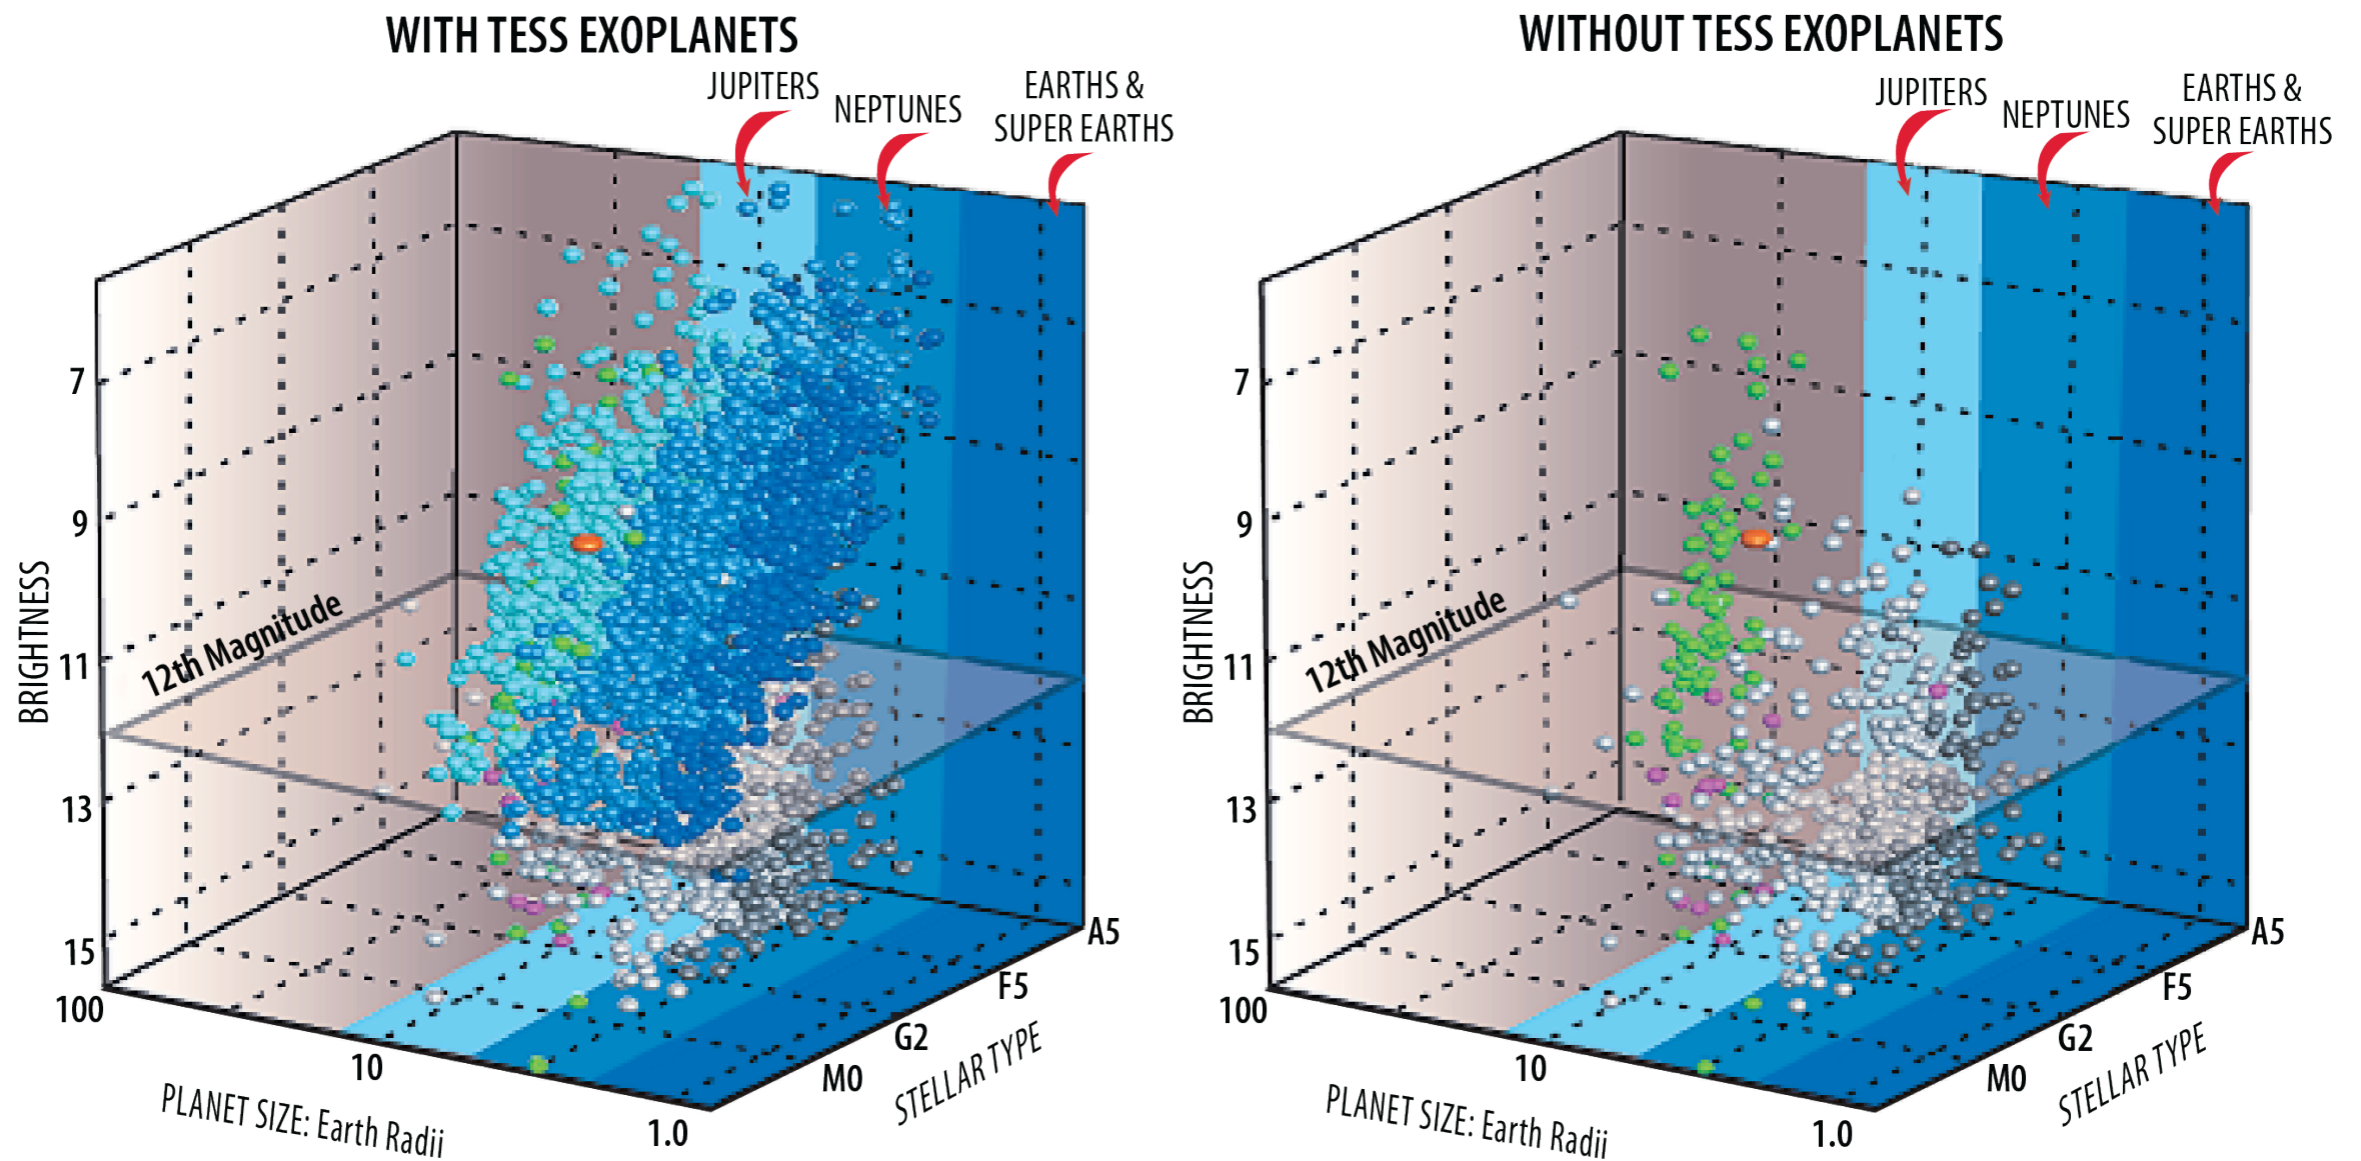 WITH TESS EXOPLANETS
JUPITERS
NEPTUNES
EARTHS &
SUPER EARTHS
7
9
11
13
15
BRIGHTNESS
12th Magnitude
100
10
1.0
PLANET SIZE: Earth Radii
M0
G2
F5
A5
STELLAR TYPE
WITHOUT TESS EXOPLANETS
JUPITERS
NEPTUNES
EARTHS &
SUPER EARTHS
7
9
11
13
15
BRIGHTNESS
12th Magnitude
100
10
1.0
PLANET SIZE: Earth Radii
M0
G2
F5
A5
STELLAR TYPE